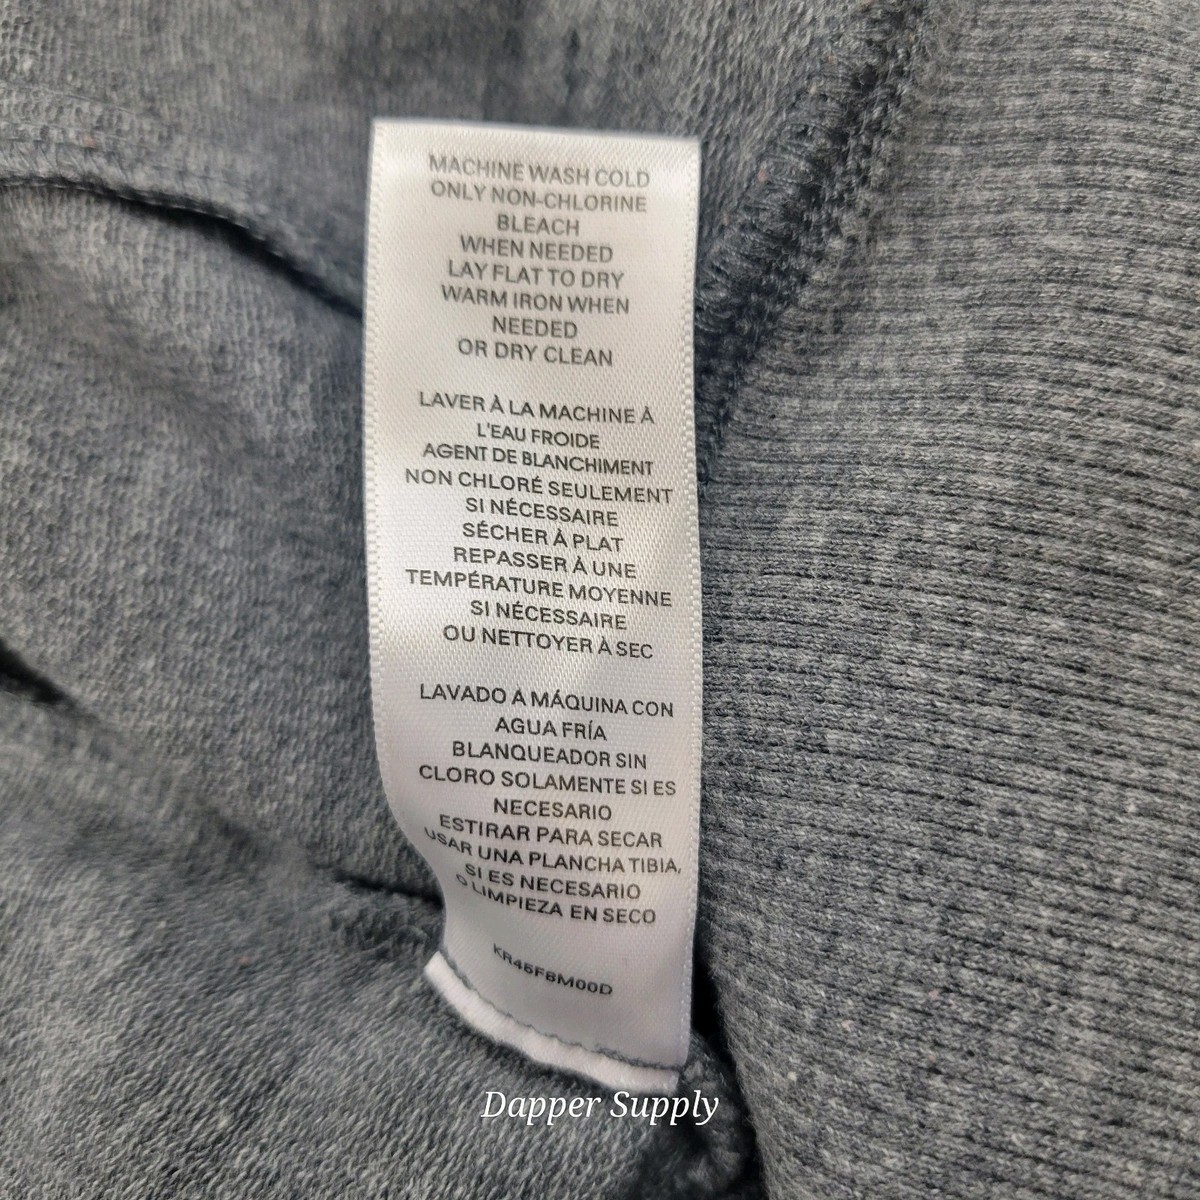 MACHINE WASH COLD
ONLY NON-CHLORINE
BLEACH
WHEN NEEDED
LAY FLAT TO DRY
WARM IRON WHEN
NEEDED
OR DRY CLEAN
LAVER À LA MACHINE À
L'EAU FROIDE
AGENT DE BLANCHIMENT
NON CHLORÉ SEULEMENT
SI NÉCESSAIRE
SÉCHER À PLAT
REPASSER À UNE
TEMPÉRATURE MOYENNE
SI NÉCESSAIRE
OU NETTOYER À SEC
LAVADO A MÁQUINA CON
AGUA FRÍA
BLANQUEADOR SIN
CLORO SOLAMENTE SI ES
NECESARIO
ESTIRAR PARA SECAR
USAR UNA PLANCHA TIBIA,
SI ES NECESARIO
O LIMPIEZA EN SECO
KR46F6M00D
Dapper Supply